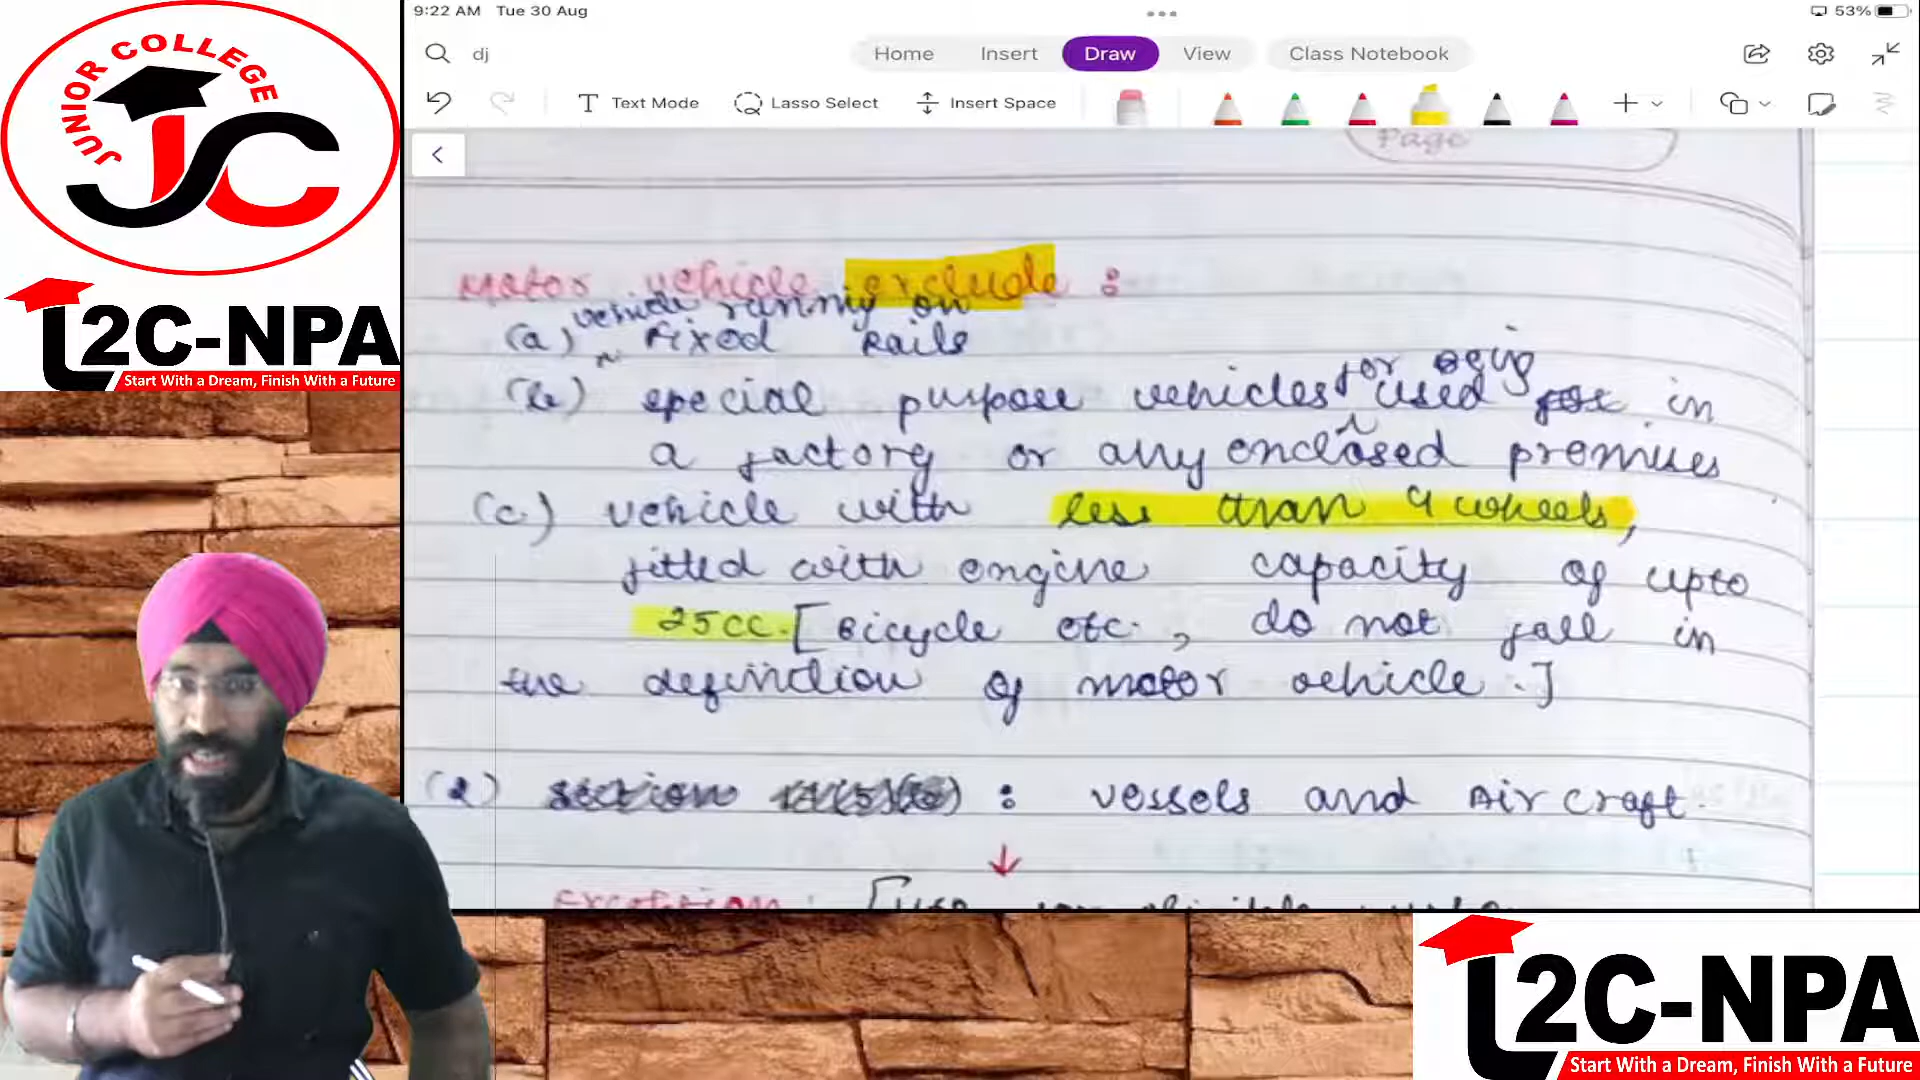 9:22 AM Tue 30 Aug
53%
dj
Home Insert Draw View Class Notebook
Text Mode Lasso Select Insert Space
JUNIOR COLLEGE
JC
L2C-NPA
Start With a Dream, Finish With a Future
Page
Motor vehicle exclude :
vehicle running on
(a) Fixed Rails
for using
(b) special purpose vehicles used for in
a factory or any enclosed premises
(c) vehicle with less than 4 wheels,
fitted with engine capacity of upto
25cc. [Bicycle etc., do not fall in
the definition of motor vehicle.]
(2) section : vessels and Aircraft.
L2C-NPA
Start With a Dream, Finish With a Future